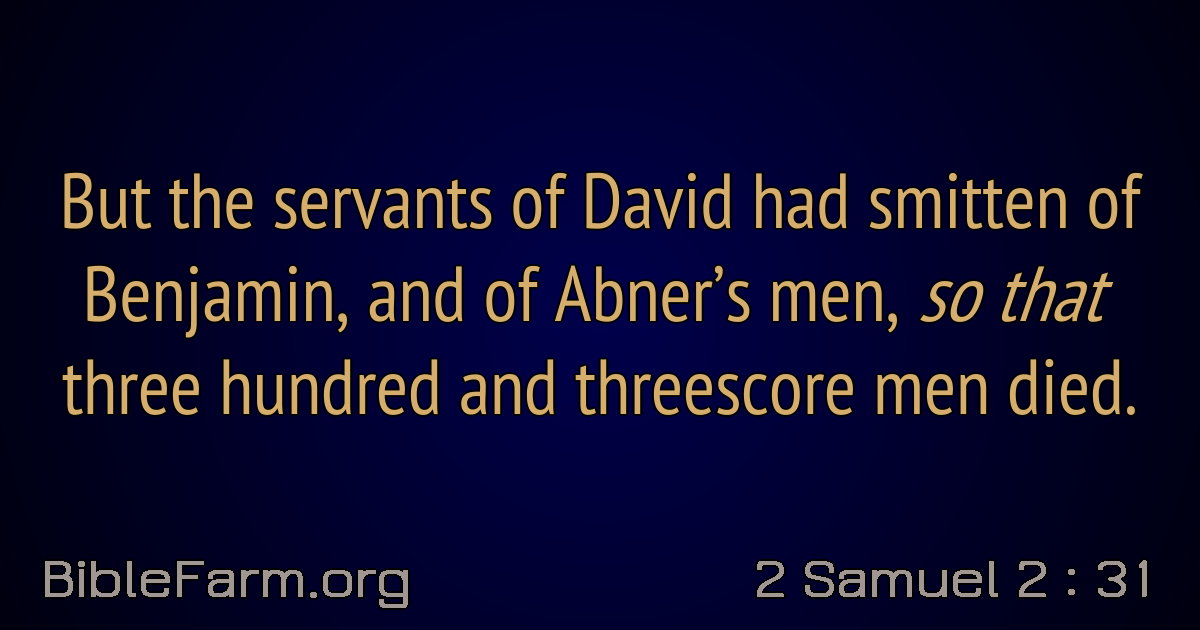 But the servants of David had smitten of
Benjamin, and of Abner’s men, so that
three hundred and threescore men died.
BibleFarm.org
2 Samuel 2 : 31